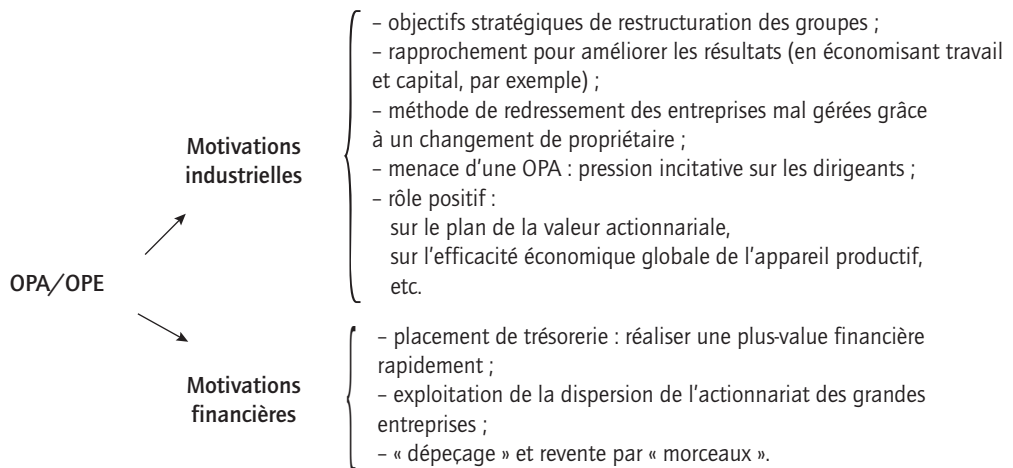 – objectifs stratégiques de restructuration des groupes ;
– rapprochement pour améliorer les résultats (en économisant travail
et capital, par exemple) ;
– méthode de redressement des entreprises mal gérées grâce
à un changement de propriétaire ;
Motivations
industrielles
– menace d'une OPA : pression incitative sur les dirigeants ;
– rôle positif :
sur le plan de la valeur actionnariale,
sur l'efficacité économique globale de l'appareil productif,
etc.
OPA/OPE
– placement de trésorerie : réaliser une plus-value financière
rapidement ;
Motivations
financières
– exploitation de la dispersion de l'actionnariat des grandes
entreprises ;
– « dépeçage » et revente par « morceaux ».